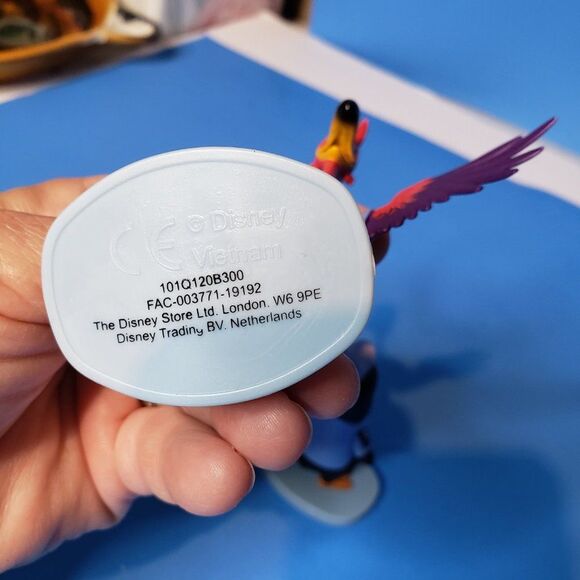 CE © Disney
Vietnam
101Q120B300
FAC-003771-19192
The Disney Store Ltd. London. W6 9PE
Disney Trading BV. Netherlands